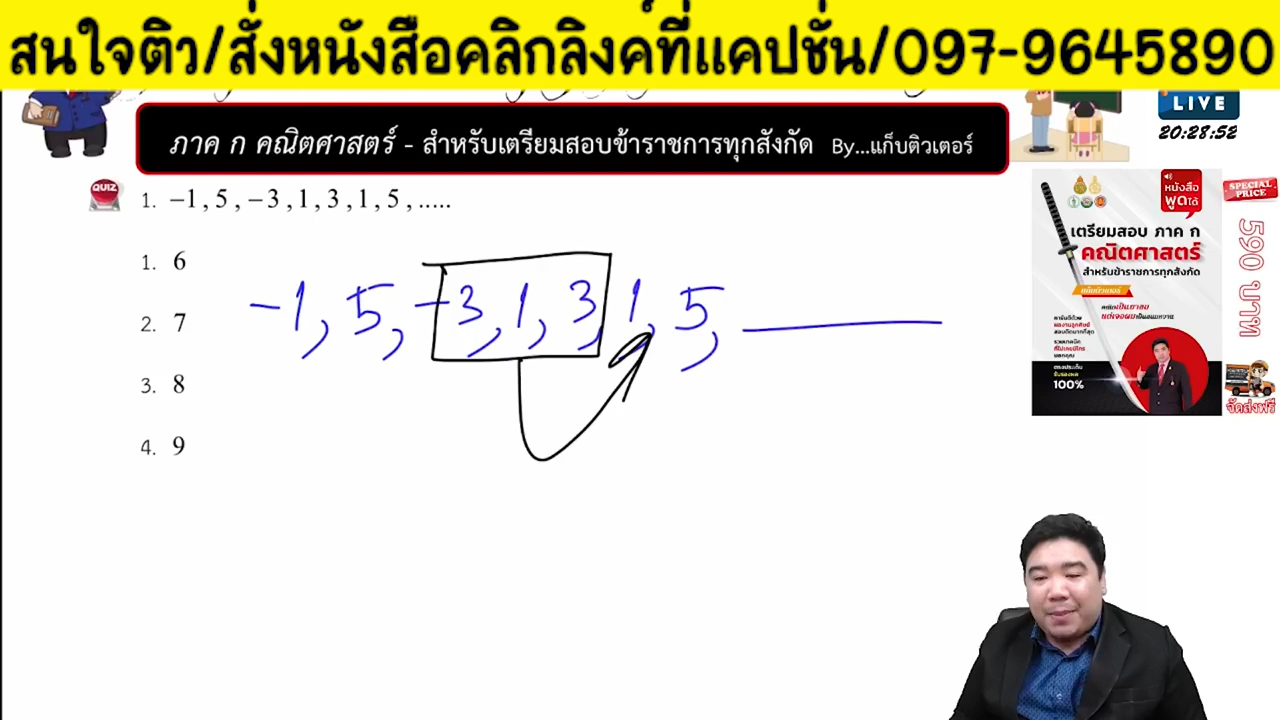 สนใจติว/สั่งหนังสือคลิกลิงค์ที่แคปชั่น/097-9645890
ภาค ก คณิตศาสตร์ - สำหรับเตรียมสอบข้าราชการทุกสังกัด By...แก็บติวเตอร์
LIVE
20:28:52
QUIZ
1. −1 , 5 , −3 , 1 , 3 , 1 , 5 , .....
1. 6
2. 7
3. 8
4. 9
-1, 5, -3, 1, 3, 1, 5,
หนังสือ
พูดได้
เตรียมสอบ ภาค ก
คณิตศาสตร์
สำหรับข้าราชการทุกสังกัด
100%
SPECIAL
PRICE
590 บาท
จัดส่งฟรี